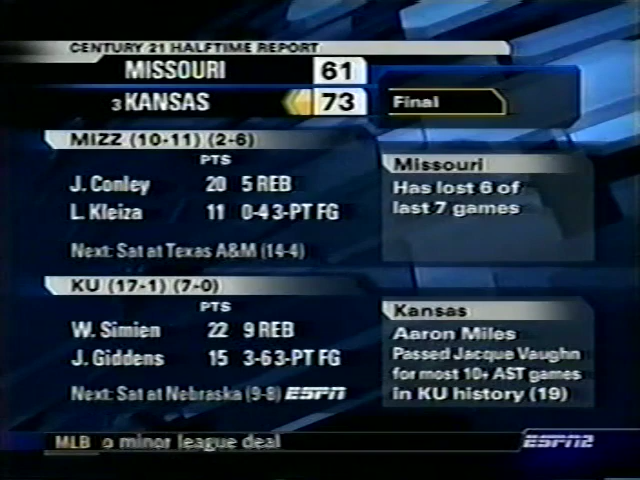 CENTURY 21 HALFTIME REPORT
MISSOURI 61
3 KANSAS 73
Final
MIZZ (10-11) (2-6)
PTS
J. Conley 20 5 REB
L. Kleiza 11 0-4 3-PT FG
Next: Sat at Texas A&M (14-4)
Missouri
Has lost 6 of
last 7 games
KU (17-1) (7-0)
PTS
W. Simien 22 9 REB
J. Giddens 15 3-6 3-PT FG
Next: Sat at Nebraska (9-8) ESPN
Kansas
Aaron Miles
Passed Jacque Vaughn
for most 10+ AST games
in KU history (19)
MLB o minor league deal
ESPN2